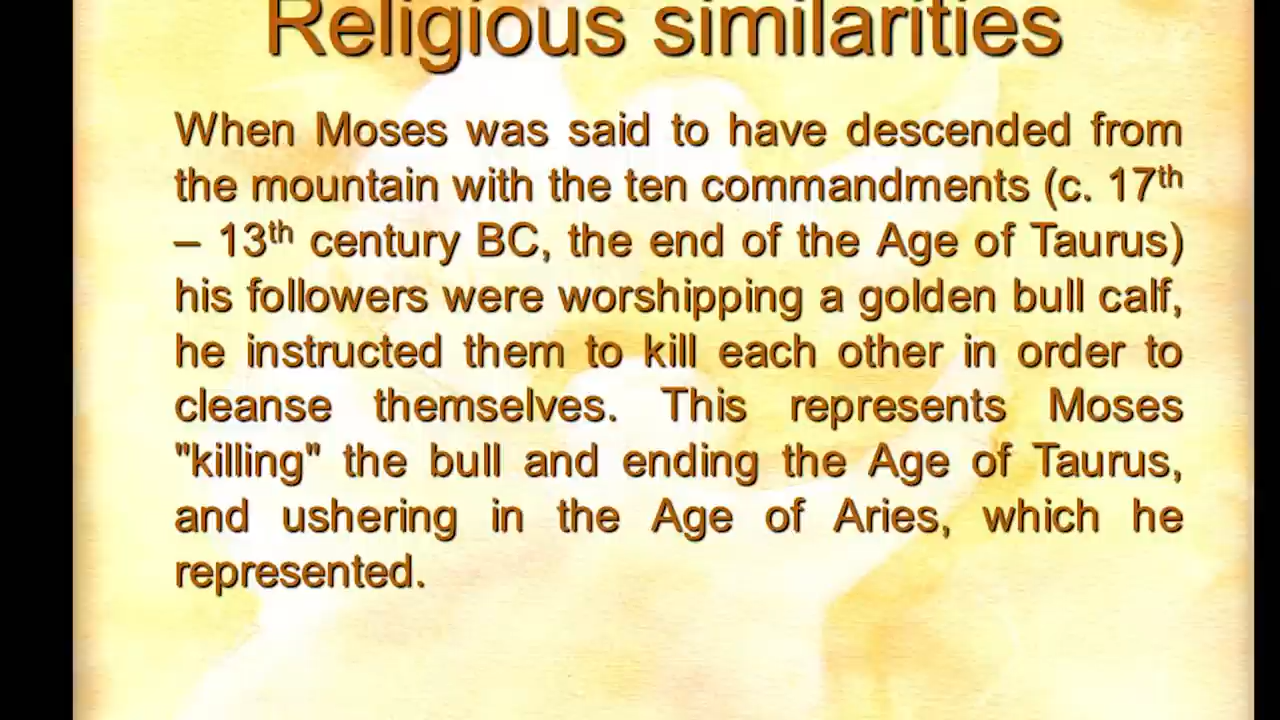 Religious similarities
When Moses was said to have descended from
the mountain with the ten commandments (c. 17th
– 13th century BC, the end of the Age of Taurus)
his followers were worshipping a golden bull calf,
he instructed them to kill each other in order to
cleanse themselves. This represents Moses
"killing" the bull and ending the Age of Taurus,
and ushering in the Age of Aries, which he
represented.